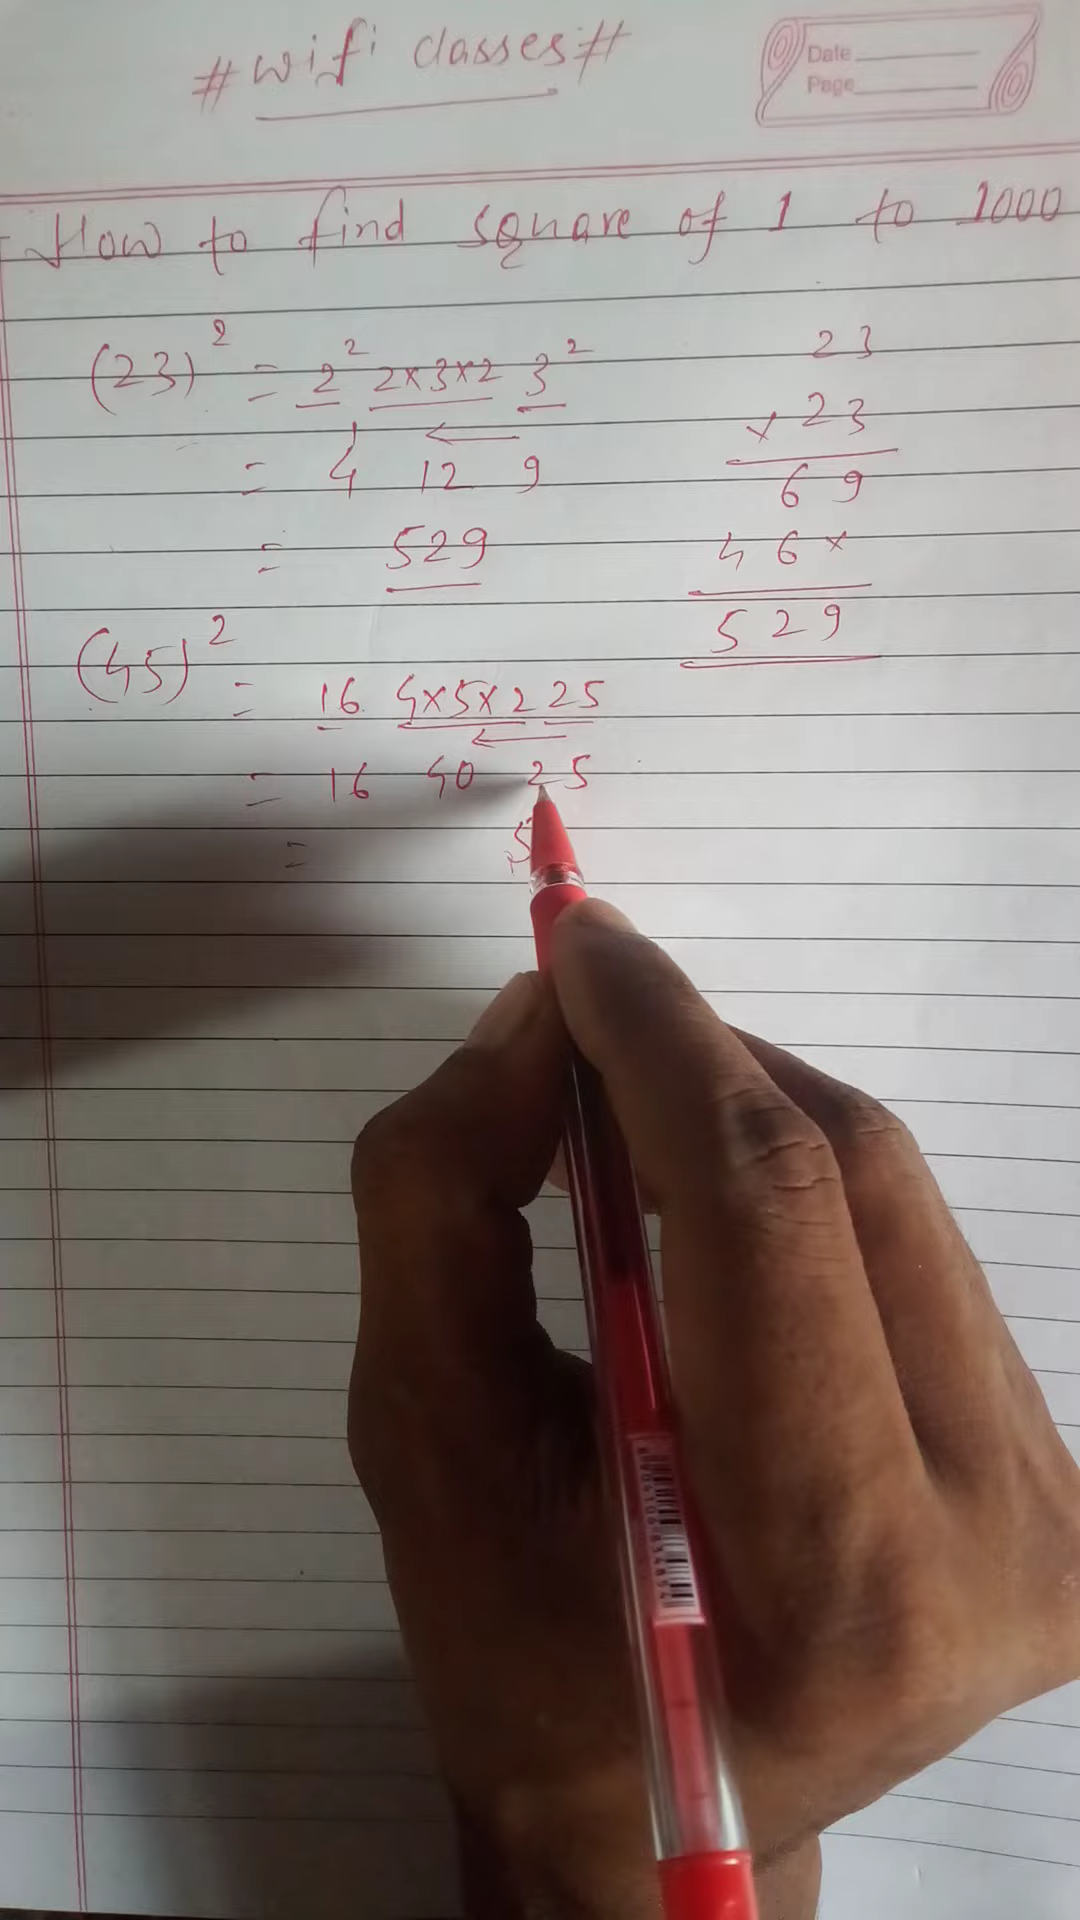 #wifi classes#
Date
Page
How to find square of 1 to 1000
(23)² = 2² 2×3×2 3²
= 4 12 9
= 529
23
× 23
69
46×
529
(45)² = 16 4×5×2 25
= 16 40 25
= 5